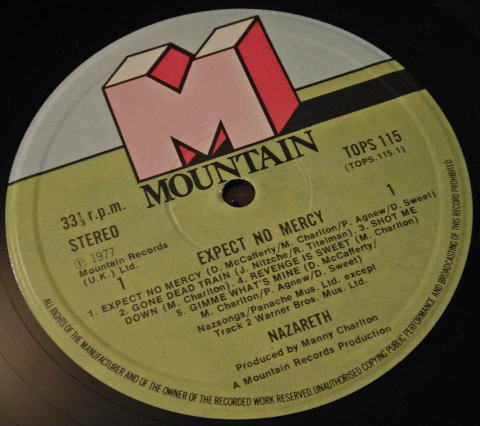 MOUNTAIN
TOPS 115
(TOPS.115.1)
33⅓ r.p.m.
STEREO
Ⓟ 1977
Mountain Records
(U.K.) Ltd.
1
1
EXPECT NO MERCY
1. EXPECT NO MERCY (D. McCafferty/M. Charlton/P. Agnew/D. Sweet)
2. GONE DEAD TRAIN (J. Nitzche/R. Titelman). 3. SHOT ME
DOWN (M. Charlton). 4. REVENGE IS SWEET (M. Charlton)
5. GIMME WHAT'S MINE (D. McCafferty/
M. Charlton/P. Agnew/D. Sweet)
Nazsongs/Panache Mus. Ltd. except
Track 2 Warner Bros. Mus. Ltd.
NAZARETH
Produced by Manny Charlton
A Mountain Records Production
ALL RIGHTS OF THE MANUFACTURER AND OF THE OWNER OF THE RECORDED WORK RESERVED. UNAUTHORISED COPYING PUBLIC PERFORMANCE AND BROADCASTING OF THIS RECORD PROHIBITED.